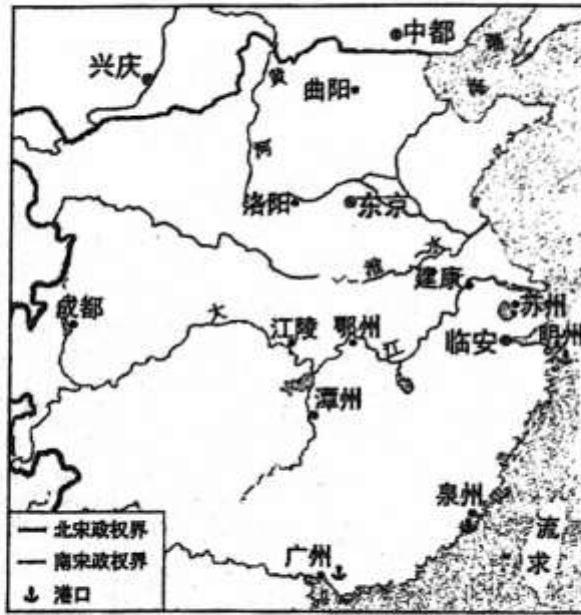 中都
兴庆
渤
海
黄
曲阳
河
洛阳
东京
淮
水
建康
成都
大
苏州
江陵
鄂州
江
临安
明州
潭州
泉州
流
求
广州
北宋政权界
南宋政权界
港口